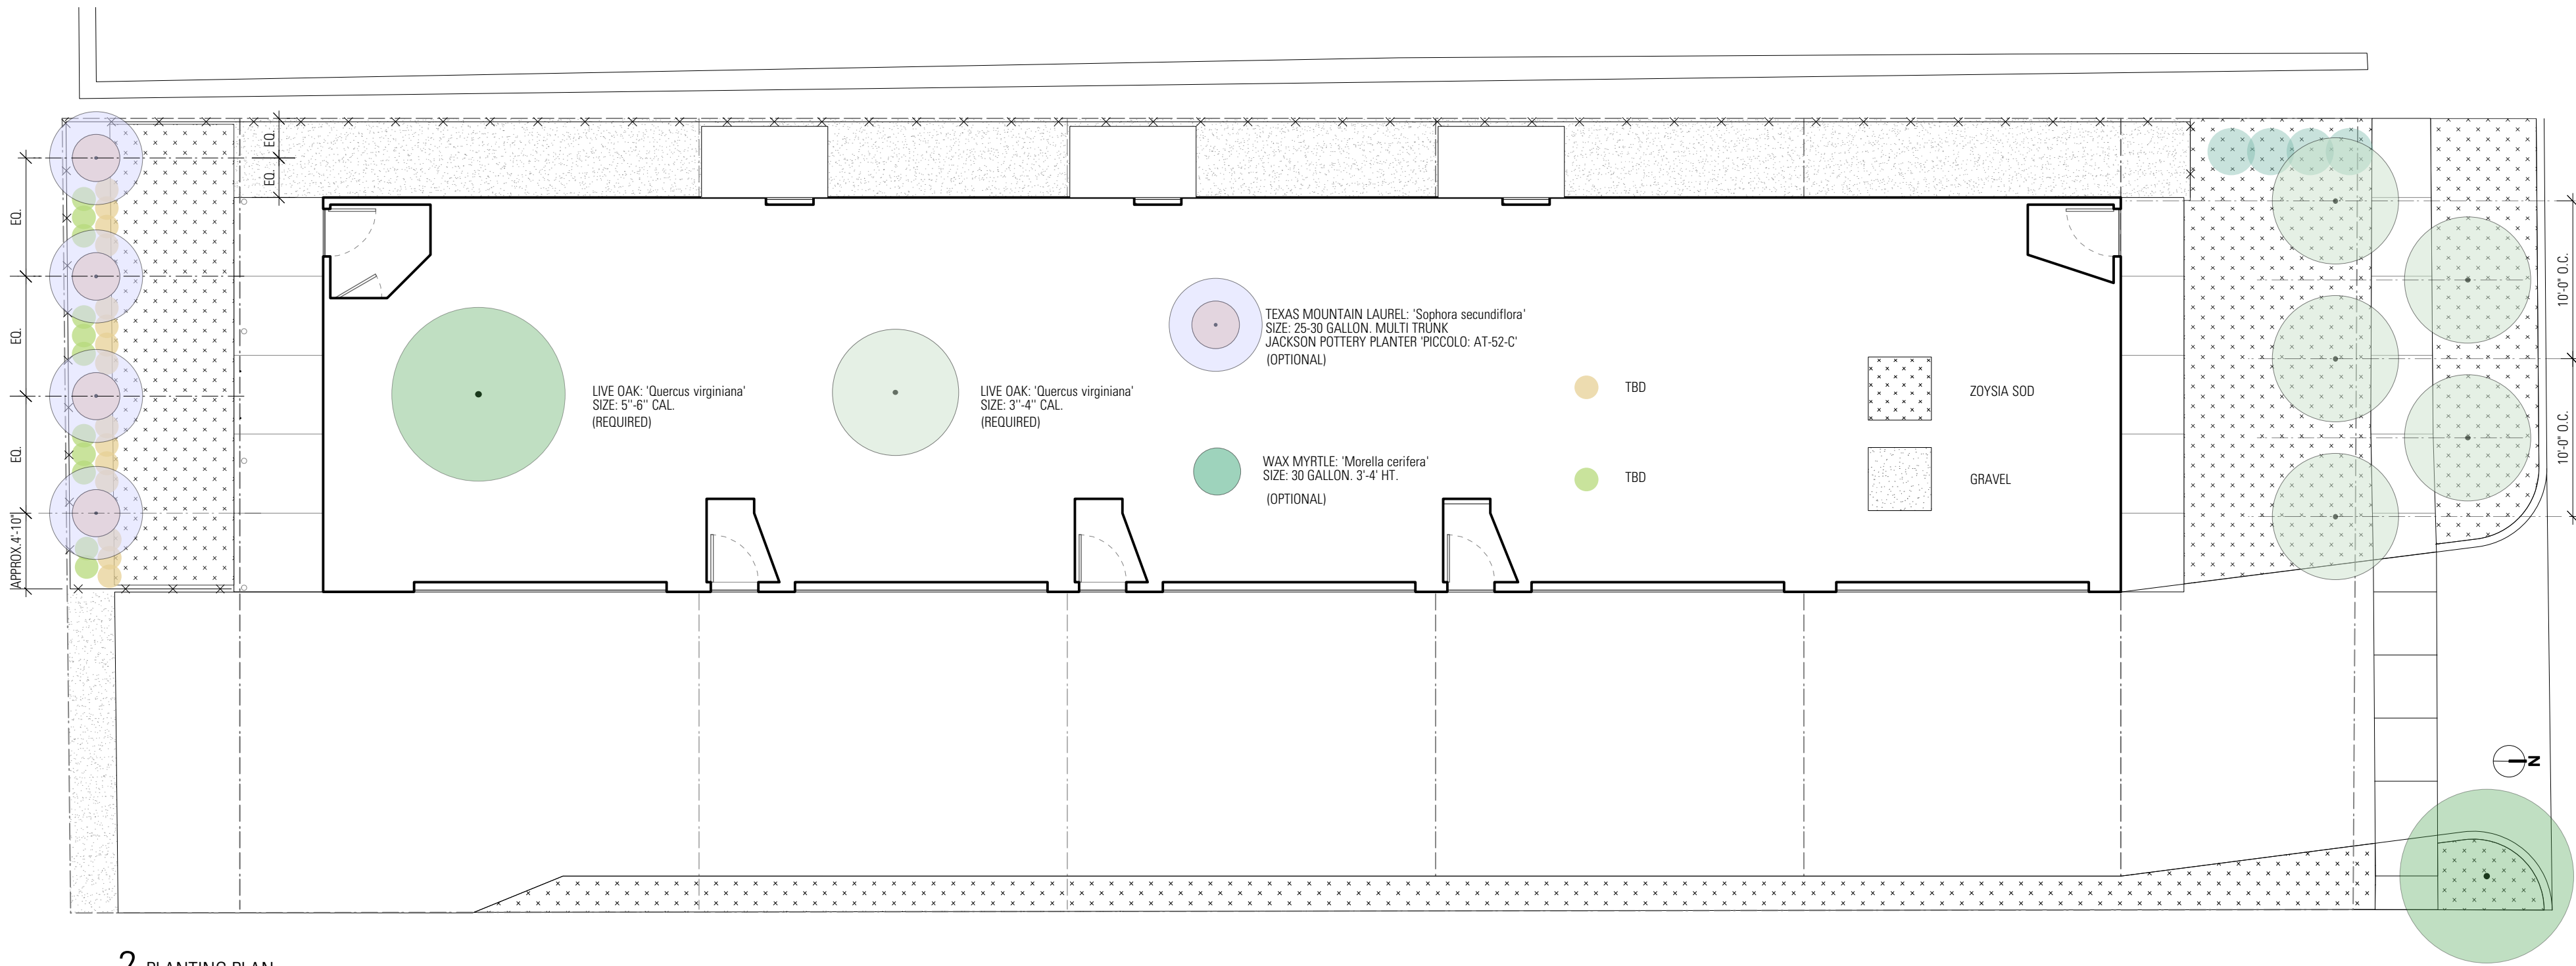 EQ.
EQ.
EQ.
EQ.
EQ.
APPROX.4'-10"
LIVE OAK: 'Quercus virginiana'
SIZE: 5"-6" CAL.
(REQUIRED)
LIVE OAK: 'Quercus virginiana'
SIZE: 3"-4" CAL.
(REQUIRED)
TEXAS MOUNTAIN LAUREL: 'Sophora secundiflora'
SIZE: 25-30 GALLON. MULTI TRUNK
JACKSON POTTERY PLANTER 'PICCOLO: AT-52-C'
(OPTIONAL)
WAX MYRTLE: 'Morella cerifera'
SIZE: 30 GALLON. 3'-4' HT.
(OPTIONAL)
TBD
TBD
ZOYSIA SOD
GRAVEL
10'-0" O.C.
10'-0" O.C.
N
2 PLANTING PLAN